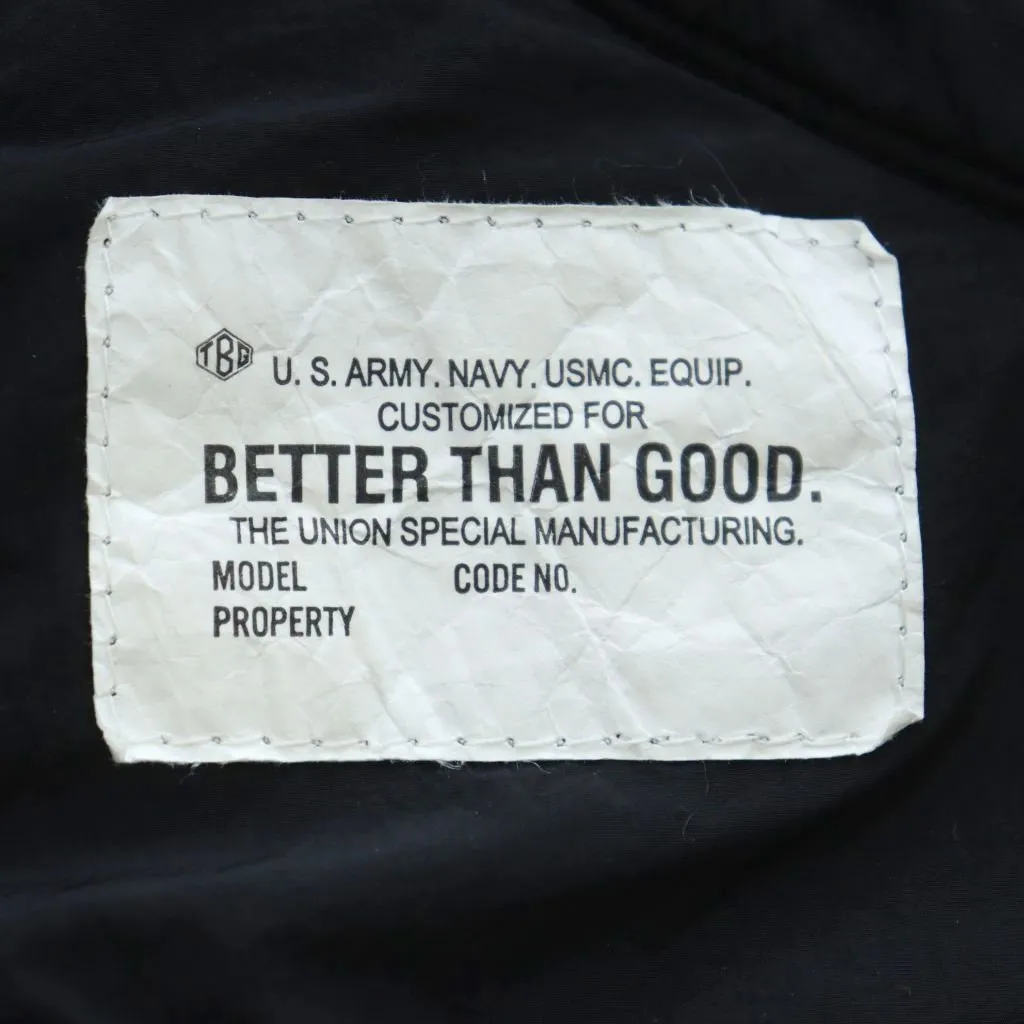 TBG U. S. ARMY. NAVY. USMC. EQUIP.
CUSTOMIZED FOR
BETTER THAN GOOD.
THE UNION SPECIAL MANUFACTURING.
MODEL CODE NO.
PROPERTY